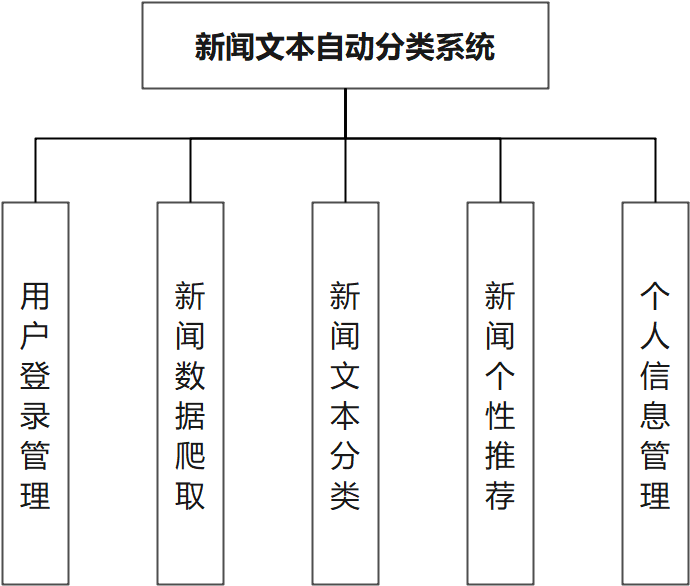 新闻文本自动分类系统
用户登录管理
新闻数据爬取
新闻文本分类
新闻个性推荐
个人信息管理